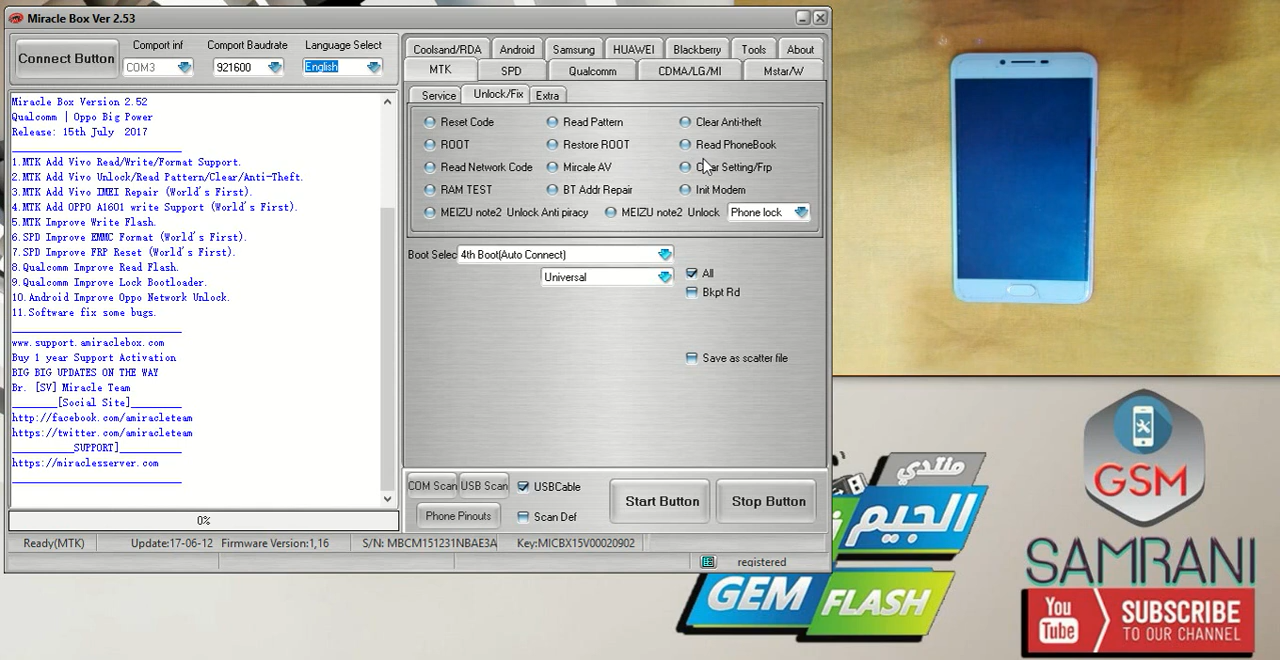 Miracle Box Ver 2.53
Connect Button
Comport inf
Comport Baudrate
Language Select
COM3
921600
English
Miracle Box Version 2.52
Qualcomm | Oppo Big Power
Release: 15th July 2017
1.MTK Add Vivo Read/Write/Format Support.
2.MTK Add Vivo Unlock/Read Pattern/Clear/Anti-Theft.
3.MTK Add Vivo IMEI Repair (World's First).
4.MTK Add OPPO A1601 write Support (World's First).
5.MTK Improve Write Flash.
6.SPD Improve EMMC Format (World's First).
7.SPD Improve FRP Reset (World's First).
8.Qualcomm Improve Read Flash.
9.Qualcomm Improve Lock Bootloader.
10.Android Improve Oppo Network Unlock.
11.Software fix some bugs.
www.support.amiraclebox.com
Buy 1 year Support Activation
BIG BIG UPDATES ON THE WAY
Br. [SV] Miracle Team
[Social Site]
http://facebook.com/amiracleteam
https://twitter.com/amiracleteam
SUPPORT]
https://miraclesserver.com
0%
Coolsand/RDA Android Samsung HUAWEI Blackberry Tools About
MTK SPD Qualcomm CDMA/LG/MI Mstar/W
Service Unlock/Fix Extra
Reset Code Read Pattern Clear Anti-theft
ROOT Restore ROOT Read PhoneBook
Read Network Code Mircale AV Setting/Frp
RAM TEST BT Addr Repair Init Modem
MEIZU note2 Unlock Anti piracy MEIZU note2 Unlock Phone lock
Boot Selec 4th Boot(Auto Connect)
Universal
All
Bkpt Rd
Save as scatter file
COM Scan USB Scan USBCable
Phone Pinouts Scan Def
Start Button Stop Button
Ready(MTK) Update:17-06-12 Firmware Version:1,16 S/N: MBCM151231NBAE3A Key:MICBX15V00020902
registered
منتدي
الجيم
GEM FLASH
GSM
SAMRANI
You Tube
SUBSCRIBE
TO OUR CHANNEL